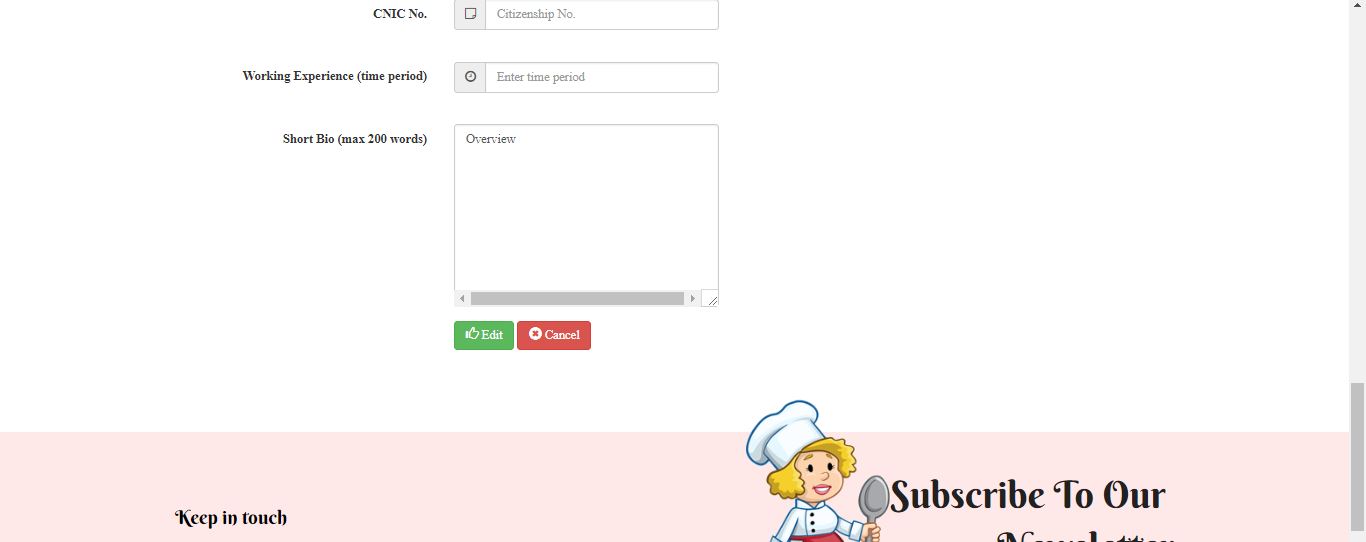 CNIC No.
Citizenship No.
Working Experience (time period)
Enter time period
Short Bio (max 200 words)
Overview
Edit
Cancel
Keep in touch
Subscribe To Our
Newsletter